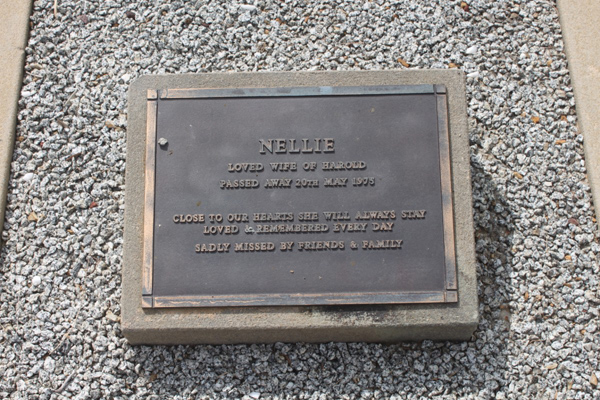 NELLIE
LOVED WIFE OF HAROLD
PASSED AWAY 20TH MAY 1975
CLOSE TO OUR HEARTS SHE WILL ALWAYS STAY
LOVED & REMEMBERED EVERY DAY
SADLY MISSED BY FRIENDS & FAMILY